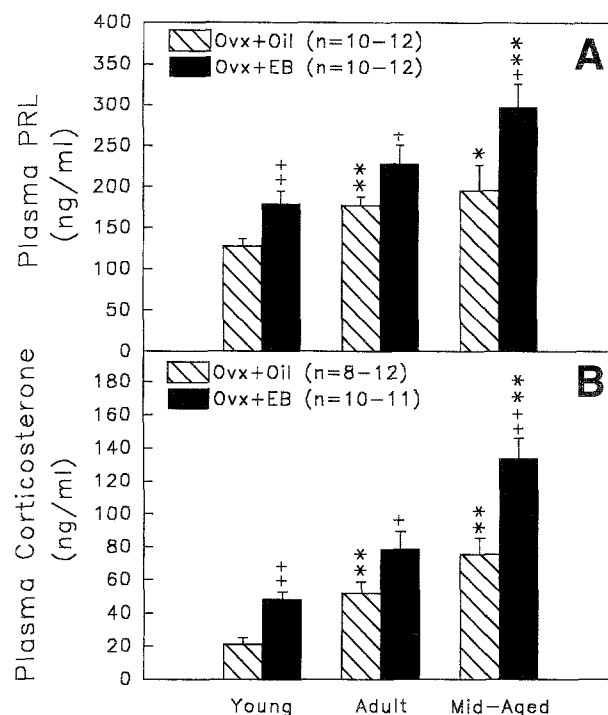 400
350
300
250
200
150
100
50
0
Plasma PRL
(ng/ml)
Ovx+Oil (n=10-12)
Ovx+EB (n=10-12)
A
++
**
+
*
**+
160
140
120
100
80
60
40
20
0
Plasma Corticosterone
(ng/ml)
Ovx+Oil (n=8-12)
Ovx+EB (n=10-11)
B
++
**
+
**
**++
Young Adult Mid-Aged